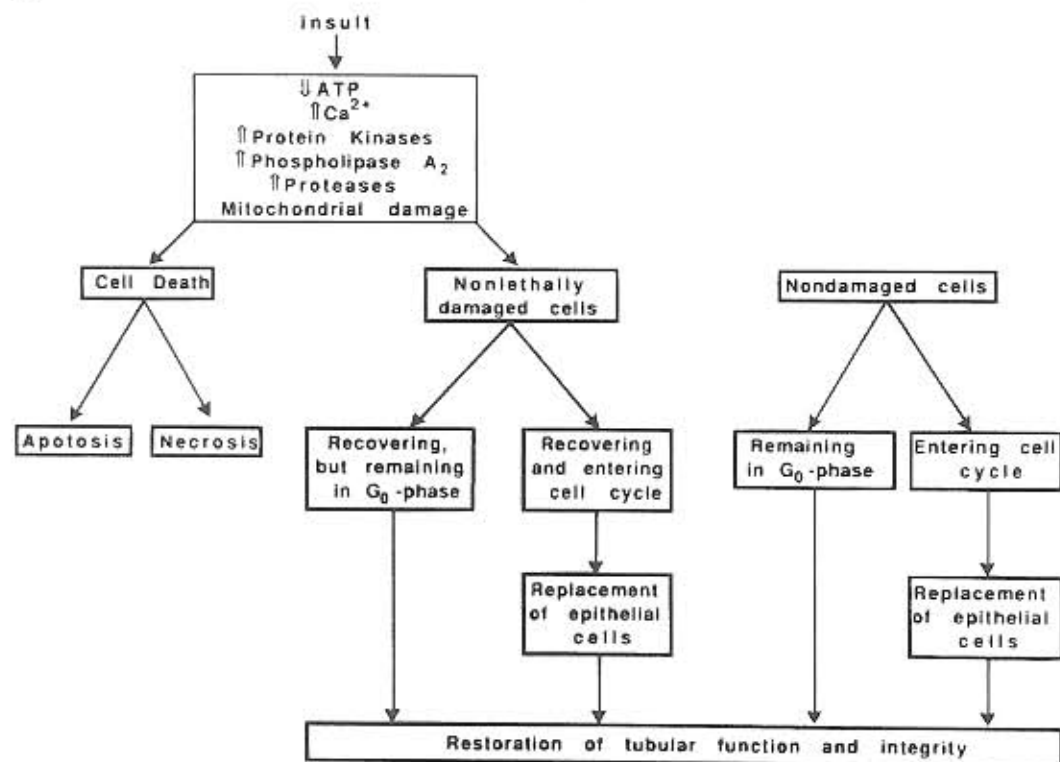 insult
⇓ATP
⇑Ca²⁺
⇑Protein Kinases
⇑Phospholipase A₂
⇑Proteases
Mitochondrial damage
Cell Death
Nonlethally
damaged cells
Nondamaged cells
Apotosis
Necrosis
Recovering,
but remaining
in G₀-phase
Recovering
and entering
cell cycle
Remaining
in G₀-phase
Entering cell
cycle
Replacement
of epithelial
cells
Replacement
of epithelial
cells
Restoration of tubular function and integrity